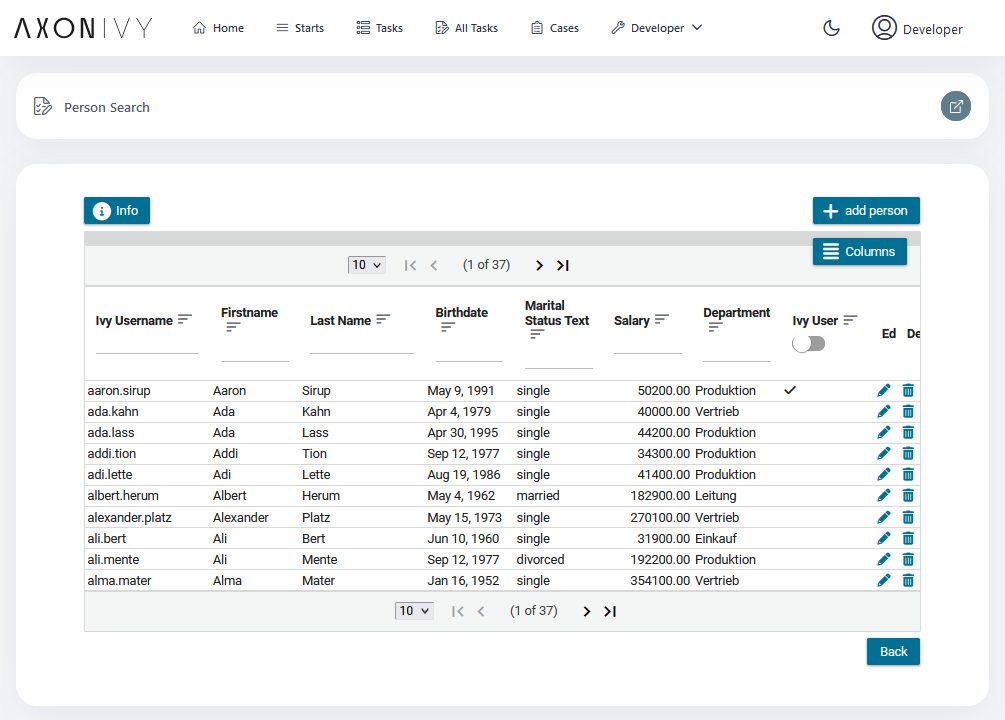 AXONIVY Home Starts Tasks All Tasks Cases Developer Developer
Person Search
Info add person
Columns
10 (1 of 37)
Ivy Username Firstname Last Name Birthdate Marital Status Text Salary Department Ivy User Ed De
aaron.sirup Aaron Sirup May 9, 1991 single 50200.00 Produktion
ada.kahn Ada Kahn Apr 4, 1979 single 40000.00 Vertrieb
ada.lass Ada Lass Apr 30, 1995 single 44200.00 Produktion
addi.tion Addi Tion Sep 12, 1977 single 34300.00 Produktion
adi.lette Adi Lette Aug 19, 1986 single 41400.00 Produktion
albert.herum Albert Herum May 4, 1962 married 182900.00 Leitung
alexander.platz Alexander Platz May 15, 1973 single 270100.00 Vertrieb
ali.bert Ali Bert Jun 10, 1960 single 31900.00 Einkauf
ali.mente Ali Mente Sep 12, 1977 divorced 192200.00 Produktion
alma.mater Alma Mater Jan 16, 1952 single 354100.00 Vertrieb
10 (1 of 37)
Back